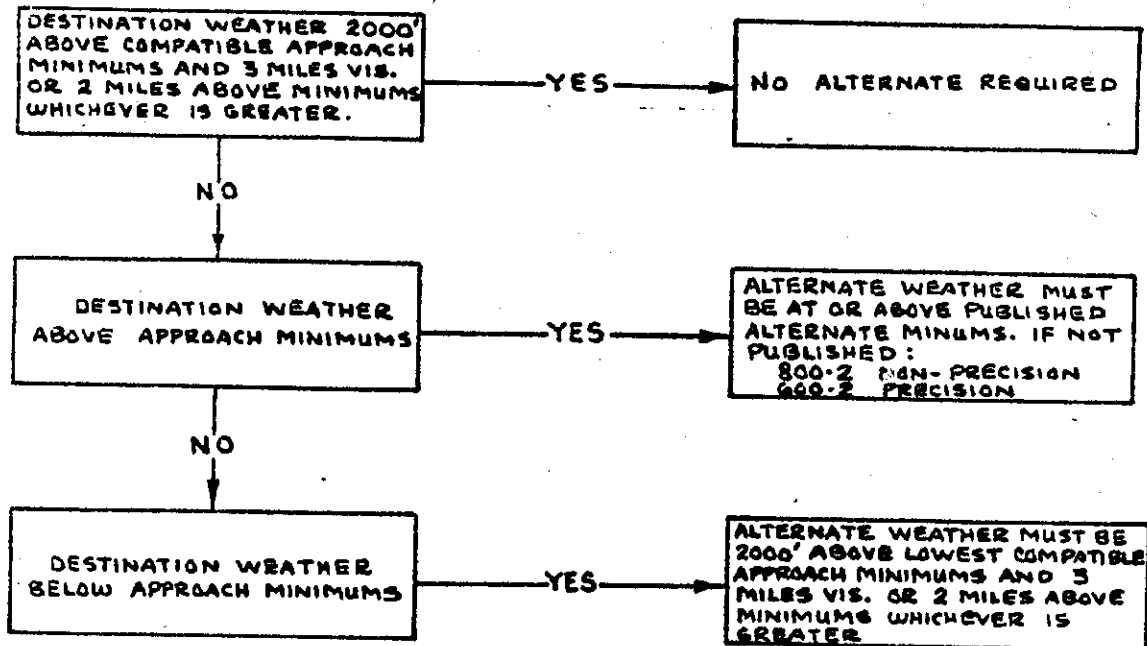 DESTINATION WEATHER 2000'
ABOVE COMPATIBLE APPROACH
MINIMUMS AND 3 MILES VIS.
OR 2 MILES ABOVE MINIMUMS
WHICHEVER IS GREATER.
YES
NO ALTERNATE REQUIRED
NO
DESTINATION WEATHER
ABOVE APPROACH MINIMUMS
YES
ALTERNATE WEATHER MUST
BE AT OR ABOVE PUBLISHED
ALTERNATE MINUMS. IF NOT
PUBLISHED:
800-2 NON-PRECISION
600-2 PRECISION
NO
DESTINATION WEATHER
BELOW APPROACH MINIMUMS
YES
ALTERNATE WEATHER MUST BE
2000' ABOVE LOWEST COMPATIBLE
APPROACH MINIMUMS AND 3
MILES VIS. OR 2 MILES ABOVE
MINIMUMS WHICHEVER IS
GREATER